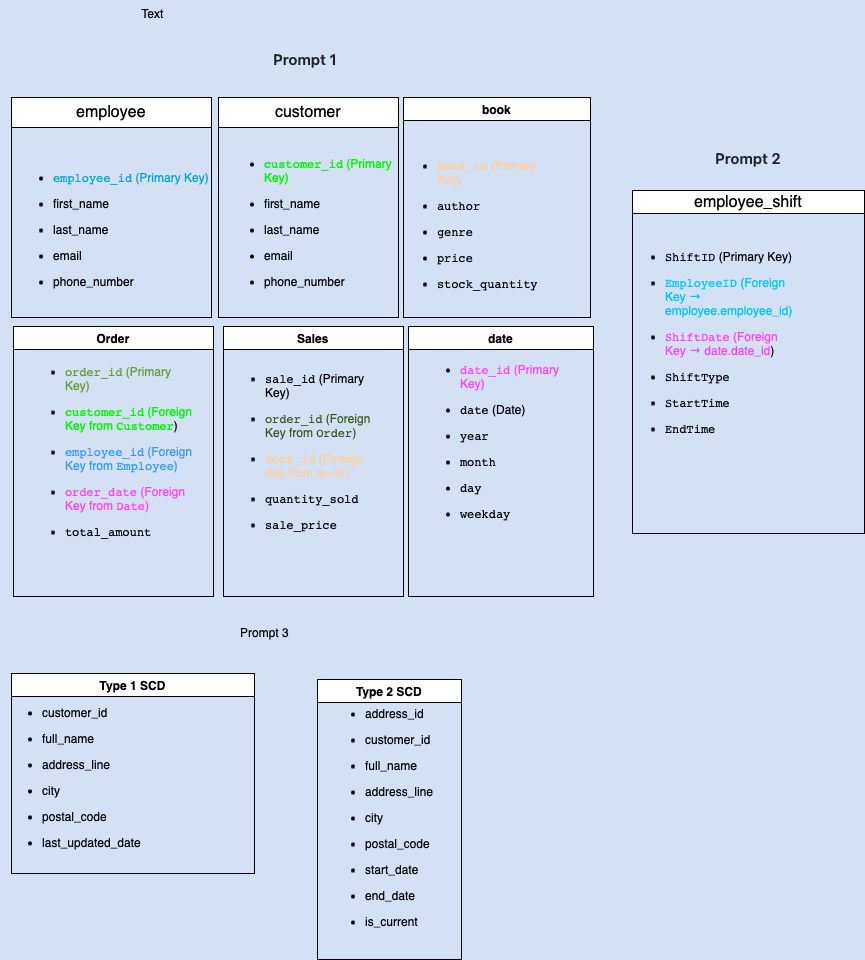 Text
Prompt 1
employee
• employee_id (Primary Key)
• first_name
• last_name
• email
• phone_number
customer
• customer_id (Primary
Key)
• first_name
• last_name
• email
• phone_number
book
• book_id (Primary
Key)
• author
• genre
• price
• stock_quantity
Prompt 2
employee_shift
• ShiftID (Primary Key)
• EmployeeID (Foreign
Key → 
employee.employee_id)
• ShiftDate (Foreign
Key → date.date_id)
• ShiftType
• StartTime
• EndTime
Order
• order_id (Primary
Key)
• customer_id (Foreign
Key from Customer)
• employee_id (Foreign
Key from Employee)
• order_date (Foreign
Key from Date)
• total_amount
Sales
• sale_id (Primary
Key)
• order_id (Foreign
Key from Order)
• book_id (Foreign
Key from Book)
• quantity_sold
• sale_price
date
• date_id (Primary
Key)
• date (Date)
• year
• month
• day
• weekday
Prompt 3
Type 1 SCD
• customer_id
• full_name
• address_line
• city
• postal_code
• last_updated_date
Type 2 SCD
• address_id
• customer_id
• full_name
• address_line
• city
• postal_code
• start_date
• end_date
• is_current